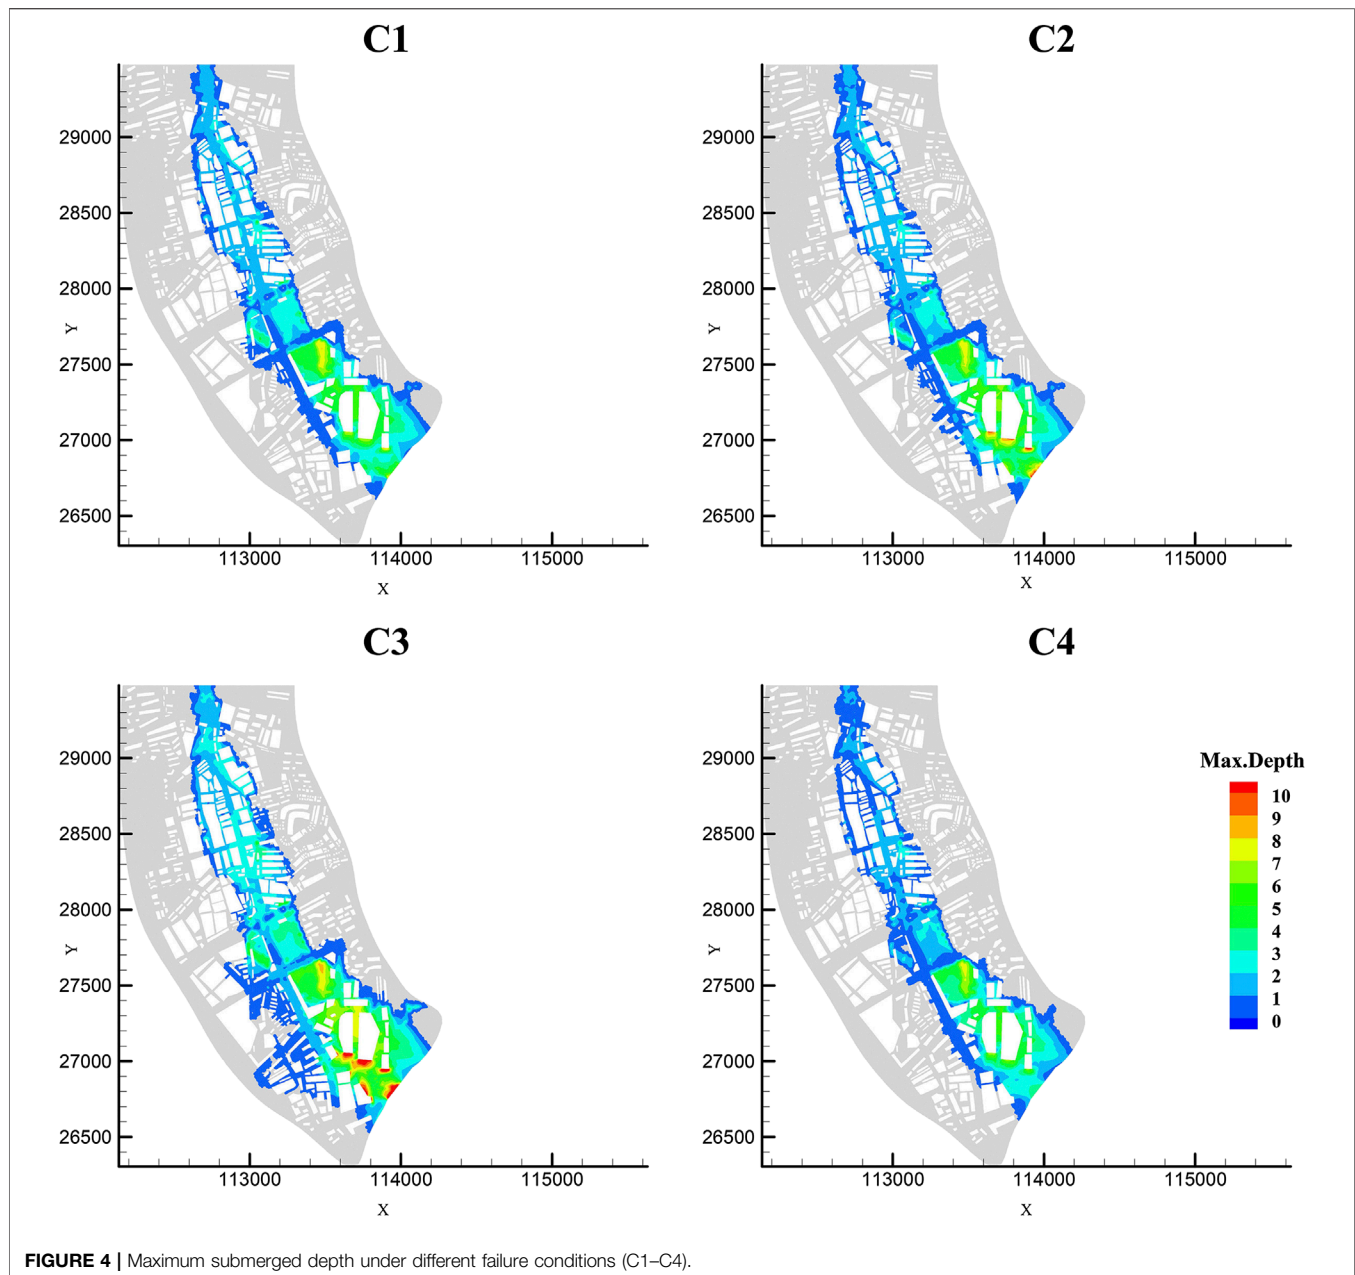 C1
29000
28500
28000
27500
27000
26500
Y
113000 114000 115000
X
C2
29000
28500
28000
27500
27000
26500
Y
113000 114000 115000
X
C3
29000
28500
28000
27500
27000
26500
Y
113000 114000 115000
X
C4
29000
28500
28000
27500
27000
26500
Y
113000 114000 115000
X
Max.Depth
10
9
8
7
6
5
4
3
2
1
0
FIGURE 4 | Maximum submerged depth under different failure conditions (C1–C4).